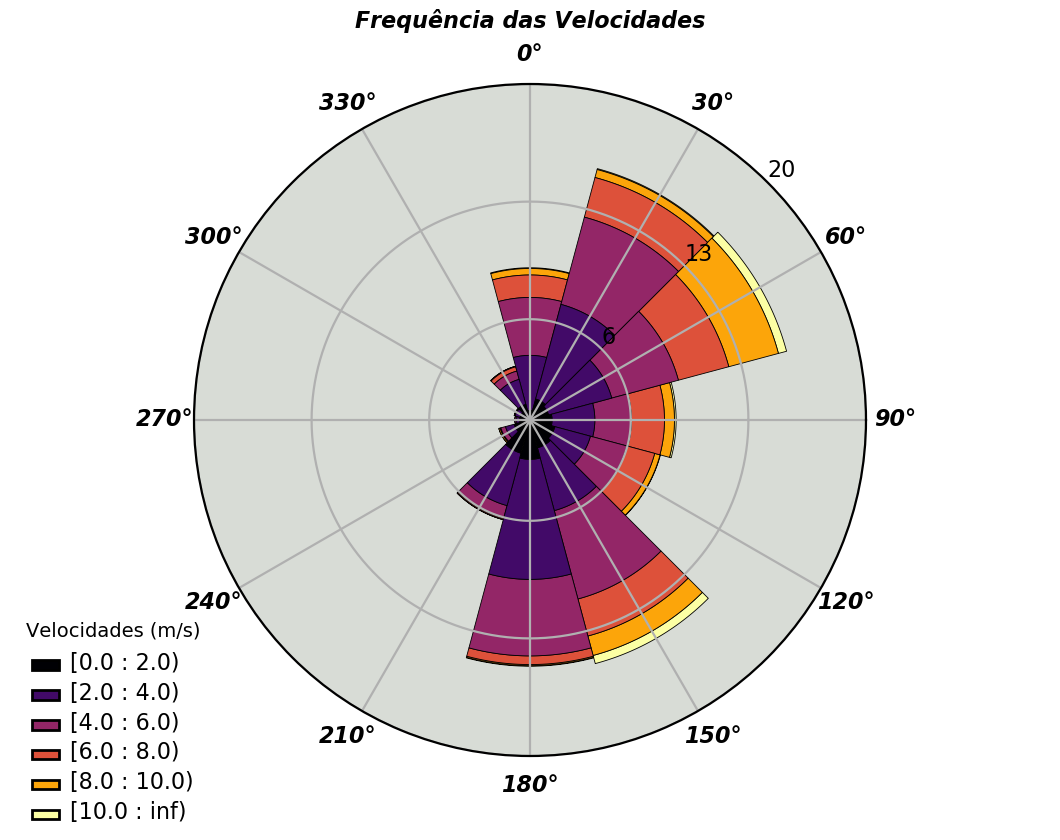 Frequência das Velocidades
0°
330°
30°
20
300°
60°
13
6
270°
90°
240°
120°
210°
150°
180°
Velocidades (m/s)
[0.0 : 2.0)
[2.0 : 4.0)
[4.0 : 6.0)
[6.0 : 8.0)
[8.0 : 10.0)
[10.0 : inf)